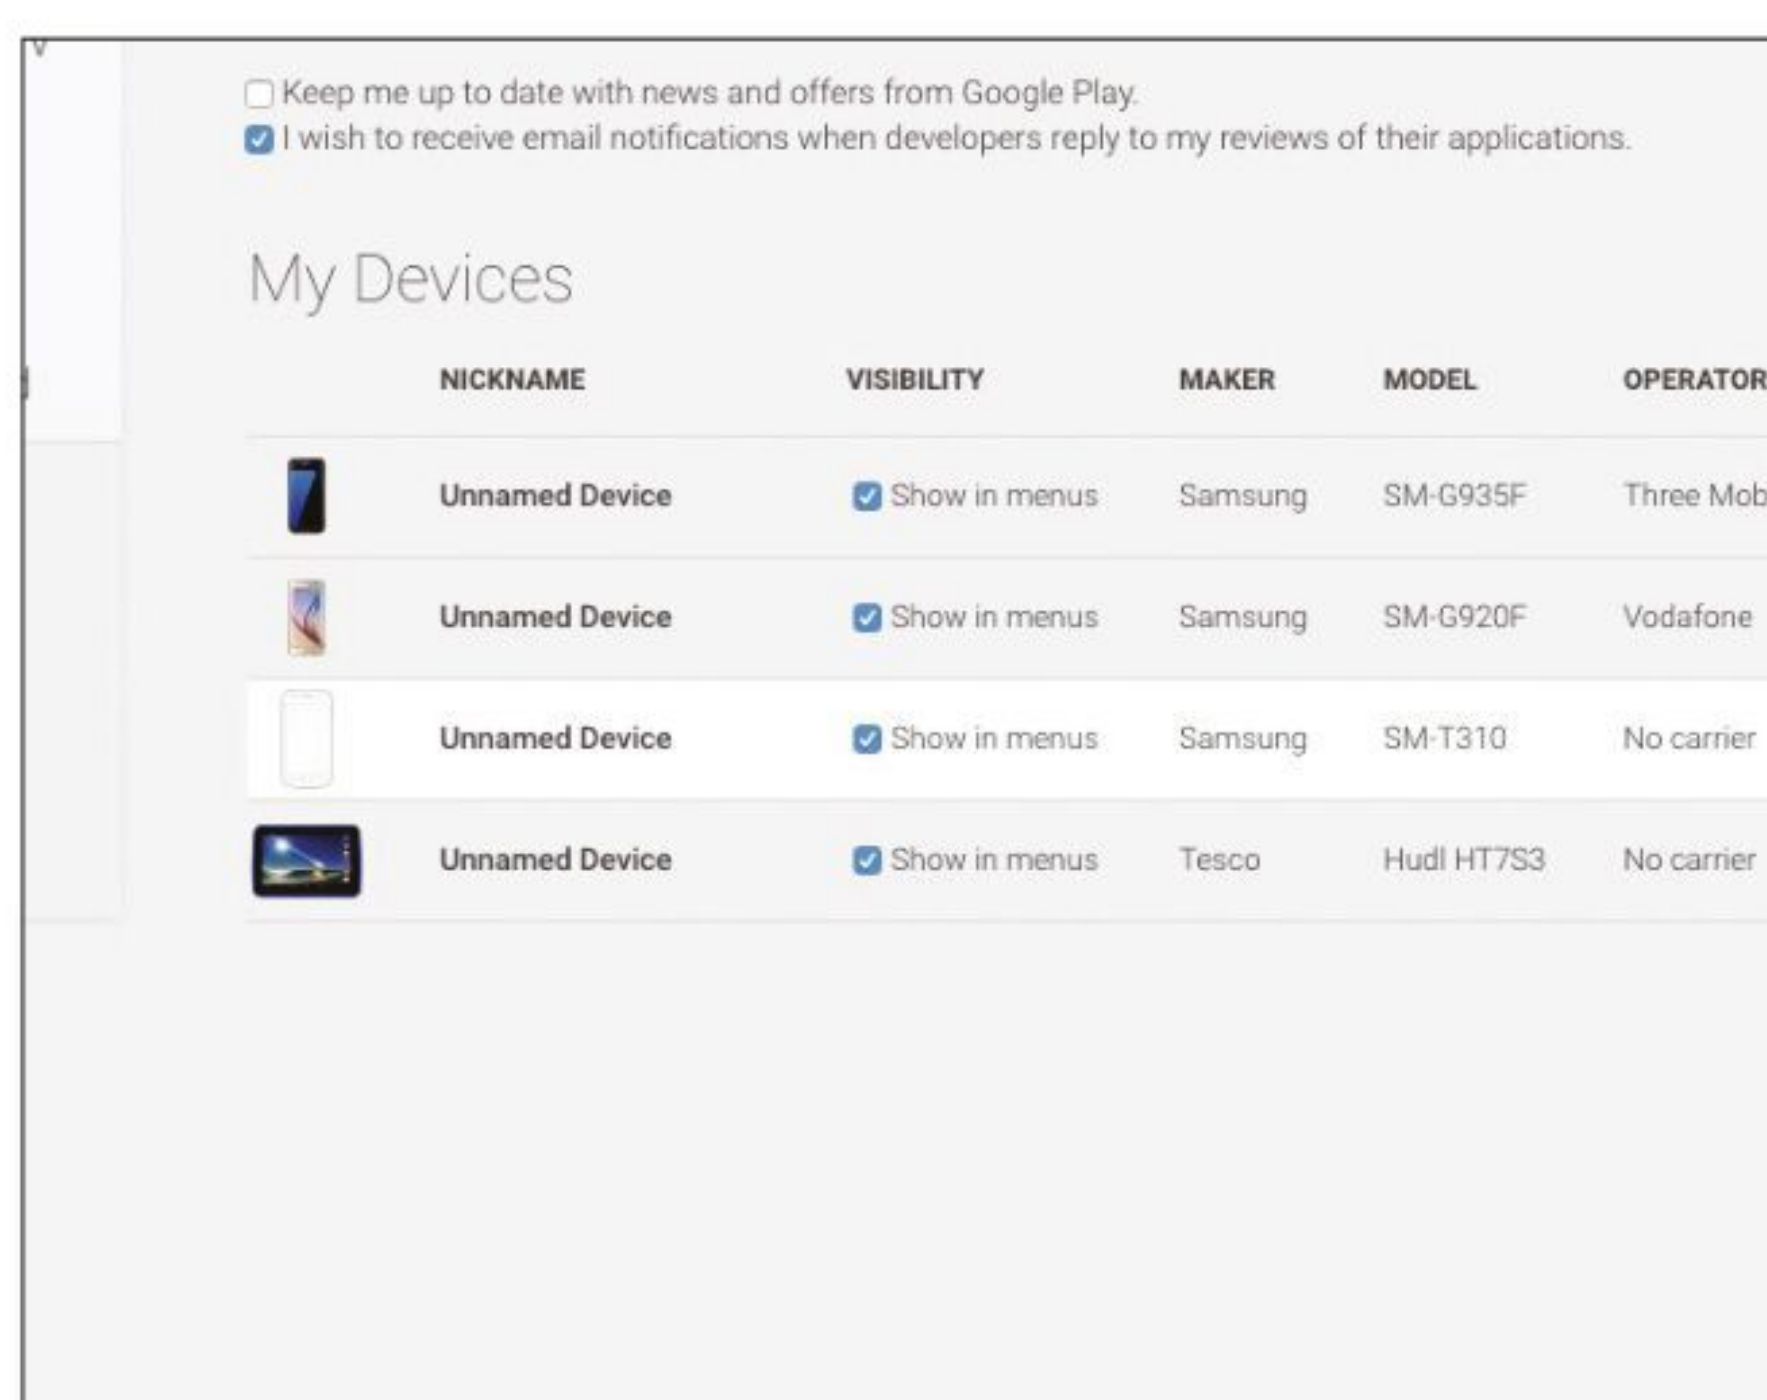 Keep me up to date with news and offers from Google Play.
I wish to receive email notifications when developers reply to my reviews of their applications.
My Devices
NICKNAME VISIBILITY MAKER MODEL OPERATOR
Unnamed Device Show in menus Samsung SM-G935F Three Mob
Unnamed Device Show in menus Samsung SM-G920F Vodafone
Unnamed Device Show in menus Samsung SM-T310 No carrier
Unnamed Device Show in menus Tesco Hudl HT7S3 No carrier